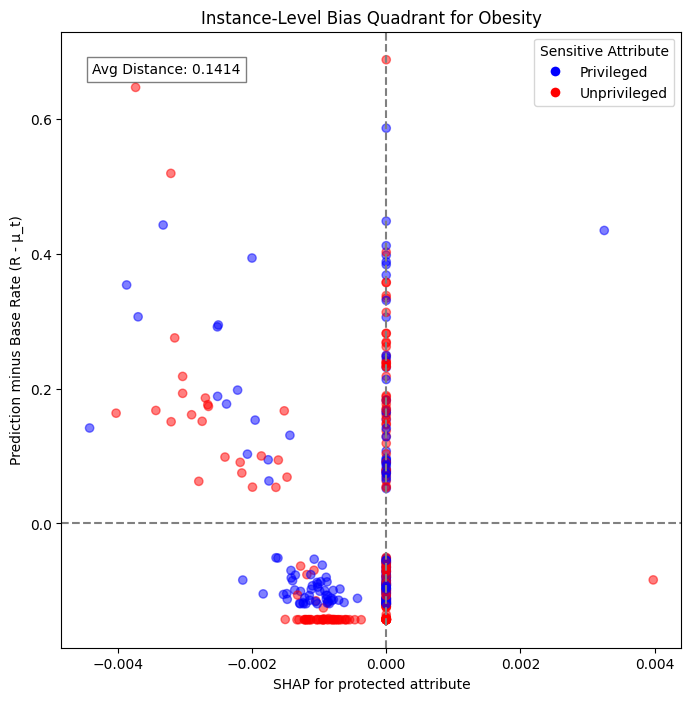 Instance-Level Bias Quadrant for Obesity
Avg Distance: 0.1414
Sensitive Attribute
Privileged
Unprivileged
Prediction minus Base Rate (R - μ_t)
0.6
0.4
0.2
0.0
−0.004
−0.002
0.000
0.002
0.004
SHAP for protected attribute